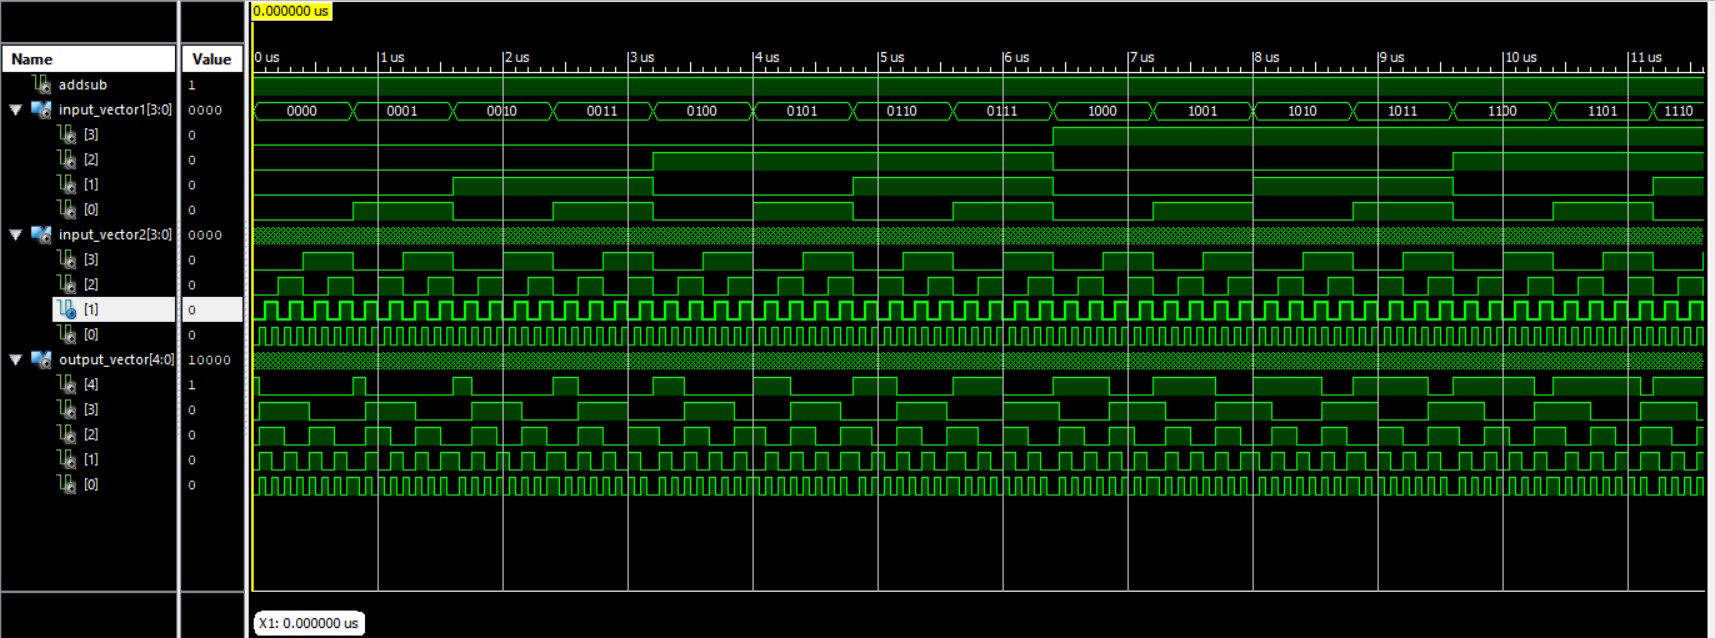 0.000000 us
Name Value
0 us 1 us 2 us 3 us 4 us 5 us 6 us 7 us 8 us 9 us 10 us 11 us
addsub 1
input_vector1[3:0] 0000 0000 0001 0010 0011 0100 0101 0110 0111 1000 1001 1010 1011 1100 1101 1110
[3] 0
[2] 0
[1] 0
[0] 0
input_vector2[3:0] 0000
[3] 0
[2] 0
[1] 0
[0] 0
output_vector[4:0] 10000
[4] 1
[3] 0
[2] 0
[1] 0
[0] 0
X1: 0.000000 us